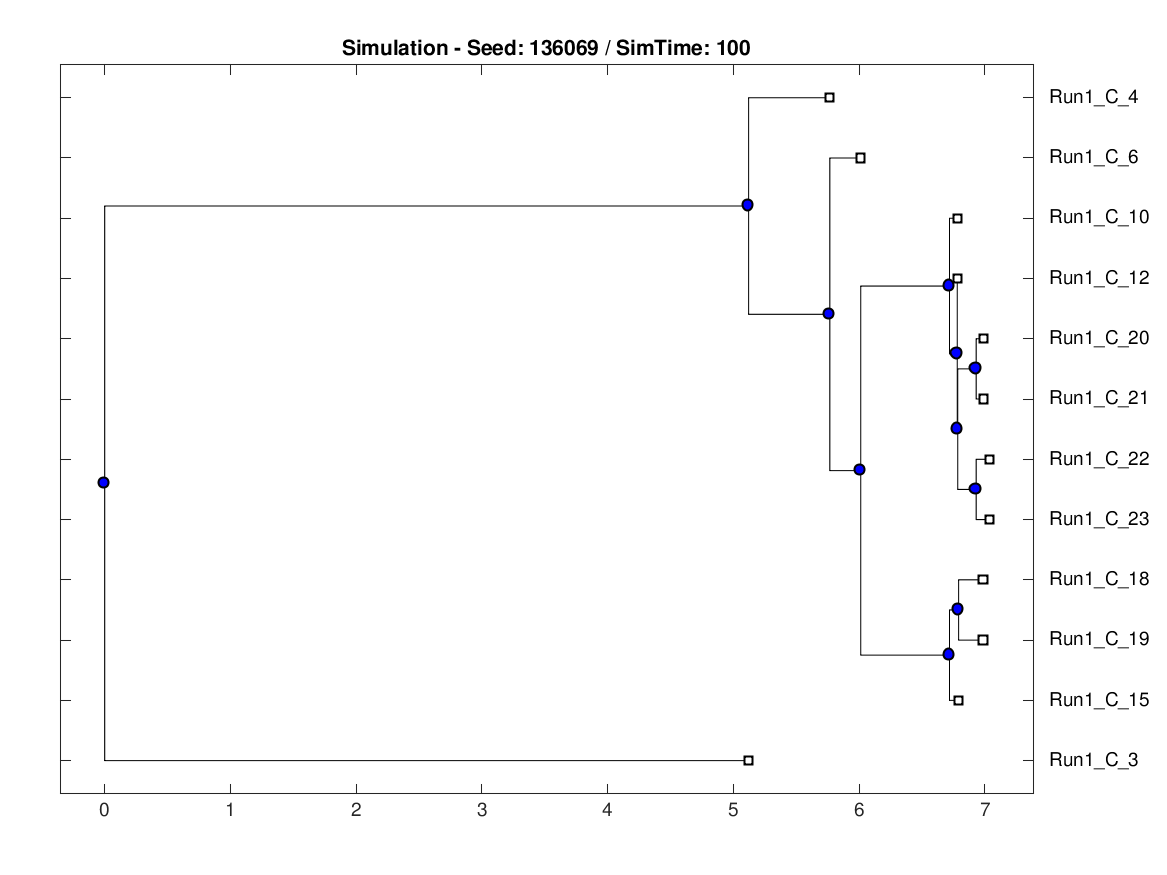 Simulation - Seed: 136069 / SimTime: 100
Run1_C_4
Run1_C_6
Run1_C_10
Run1_C_12
Run1_C_20
Run1_C_21
Run1_C_22
Run1_C_23
Run1_C_18
Run1_C_19
Run1_C_15
Run1_C_3
0 1 2 3 4 5 6 7